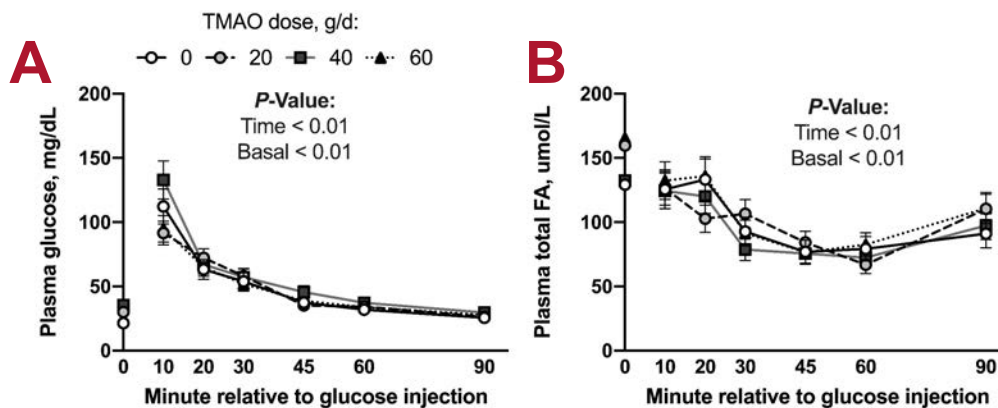 TMAO dose, g/d:
0 20 40 60
A
Plasma glucose, mg/dL
200
150
100
50
0
P-Value:
Time < 0.01
Basal < 0.01
0 10 20 30 45 60 90
Minute relative to glucose injection
B
Plasma total FA, umol/L
200
150
100
50
0
P-Value:
Time < 0.01
Basal < 0.01
0 10 20 30 45 60 90
Minute relative to glucose injection